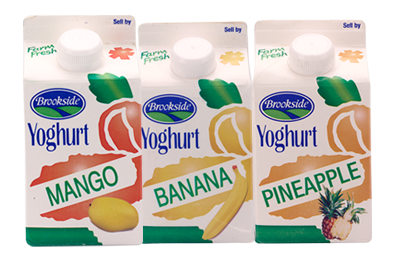 Sell by
Farm
Fresh
Brookside
Yoghurt
MANGO
Sell by
Farm
Fresh
Brookside
Yoghurt
BANANA
Sell by
Farm
Fresh
Brookside
Yoghurt
PINEAPPLE